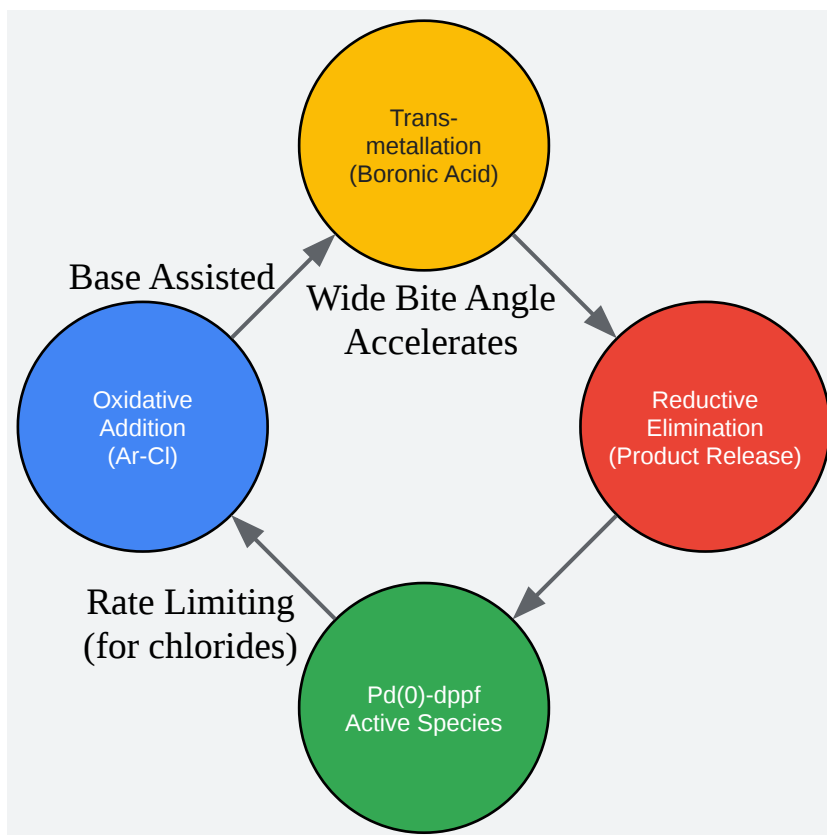 Trans-
metallation
(Boronic Acid)
Base Assisted
Wide Bite Angle
Accelerates
Oxidative
Addition
(Ar-Cl)
Reductive
Elimination
(Product Release)
Rate Limiting
(for chlorides)
Pd(0)-dppf
Active Species